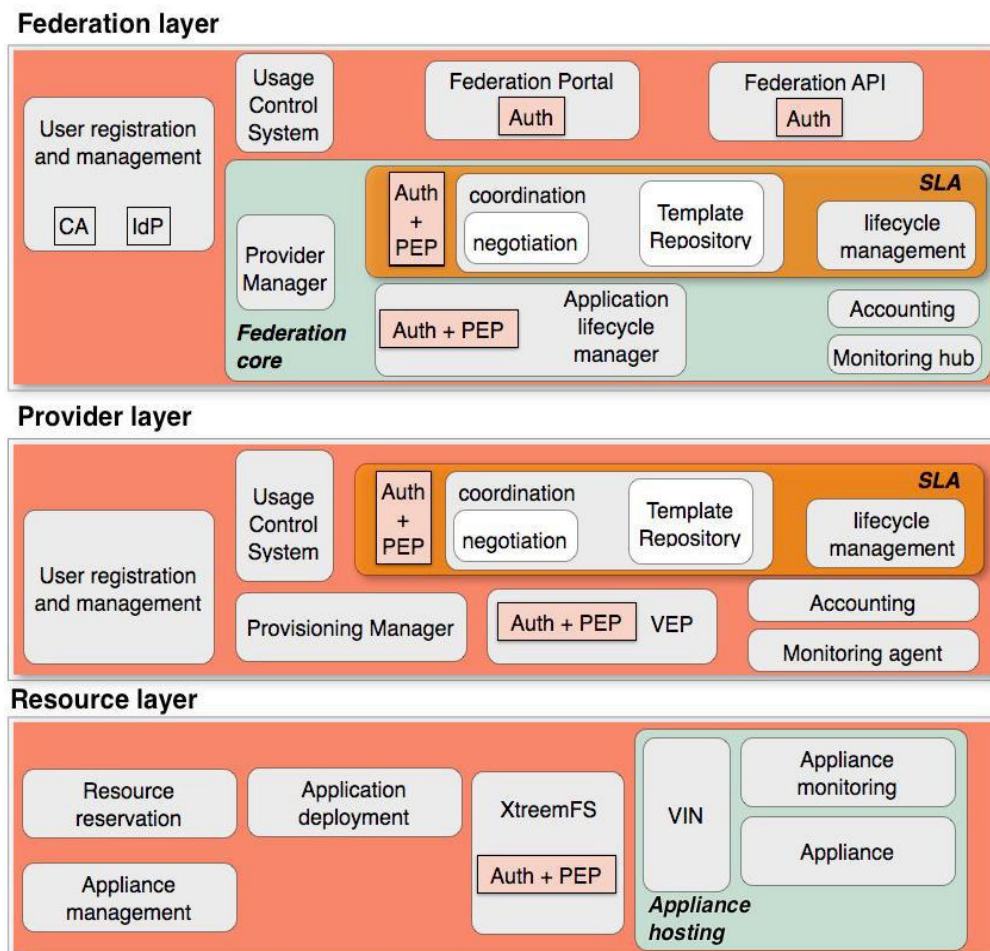 Federation layer
User registration
and management
CA
IdP
Usage
Control
System
Federation Portal
Auth
Federation API
Auth
Provider
Manager
Federation
core
Auth
+
PEP
coordination
negotiation
Template
Repository
SLA
lifecycle
management
Auth + PEP
Application
lifecycle
manager
Accounting
Monitoring hub
Provider layer
User registration
and management
Usage
Control
System
Auth
+
PEP
coordination
negotiation
Template
Repository
SLA
lifecycle
management
Provisioning Manager
Auth + PEP
VEP
Accounting
Monitoring agent
Resource layer
Resource
reservation
Application
deployment
XtreemFS
Auth + PEP
VIN
Appliance
monitoring
Appliance
Appliance
management
Appliance
hosting